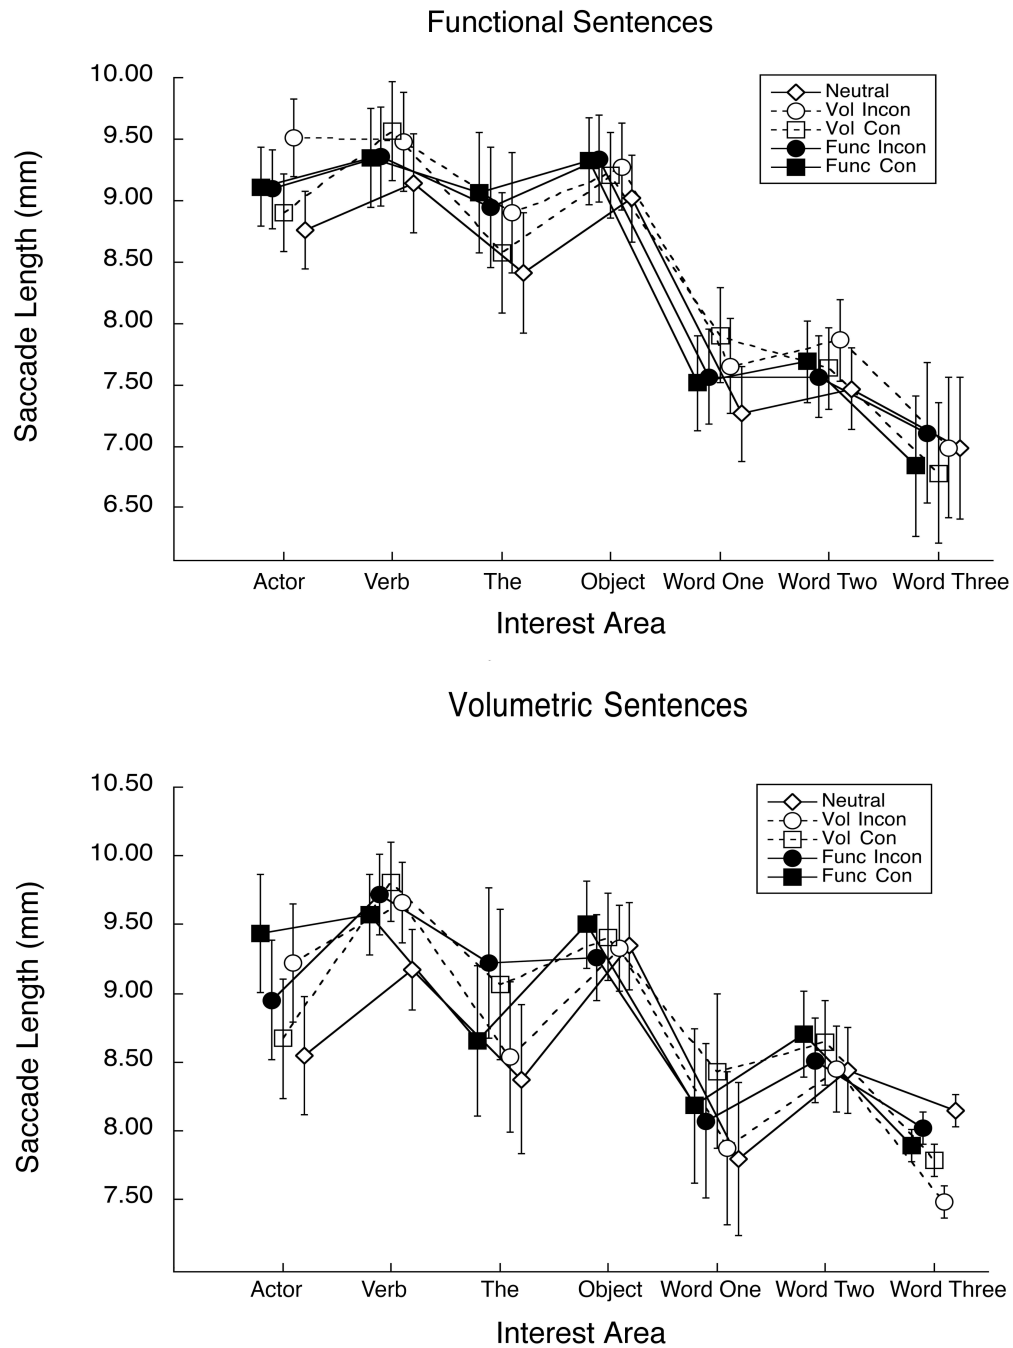 Functional Sentences
10.00
9.50
9.00
8.50
8.00
7.50
7.00
6.50
Saccade Length (mm)
Neutral
Vol Incon
Vol Con
Func Incon
Func Con
Actor Verb The Object Word One Word Two Word Three
Interest Area
Volumetric Sentences
10.50
10.00
9.50
9.00
8.50
8.00
7.50
Saccade Length (mm)
Neutral
Vol Incon
Vol Con
Func Incon
Func Con
Actor Verb The Object Word One Word Two Word Three
Interest Area